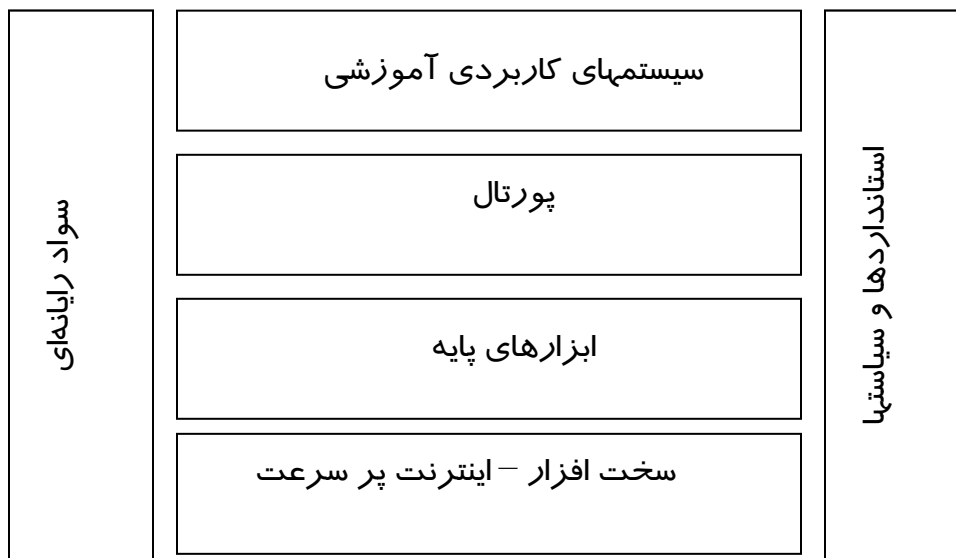 سیستمهای کاربردی آموزشی
پورتال
ابزارهای پایه
سخت افزار – اینترنت پر سرعت
استانداردها و سیاستها
سواد رایانه‌ای